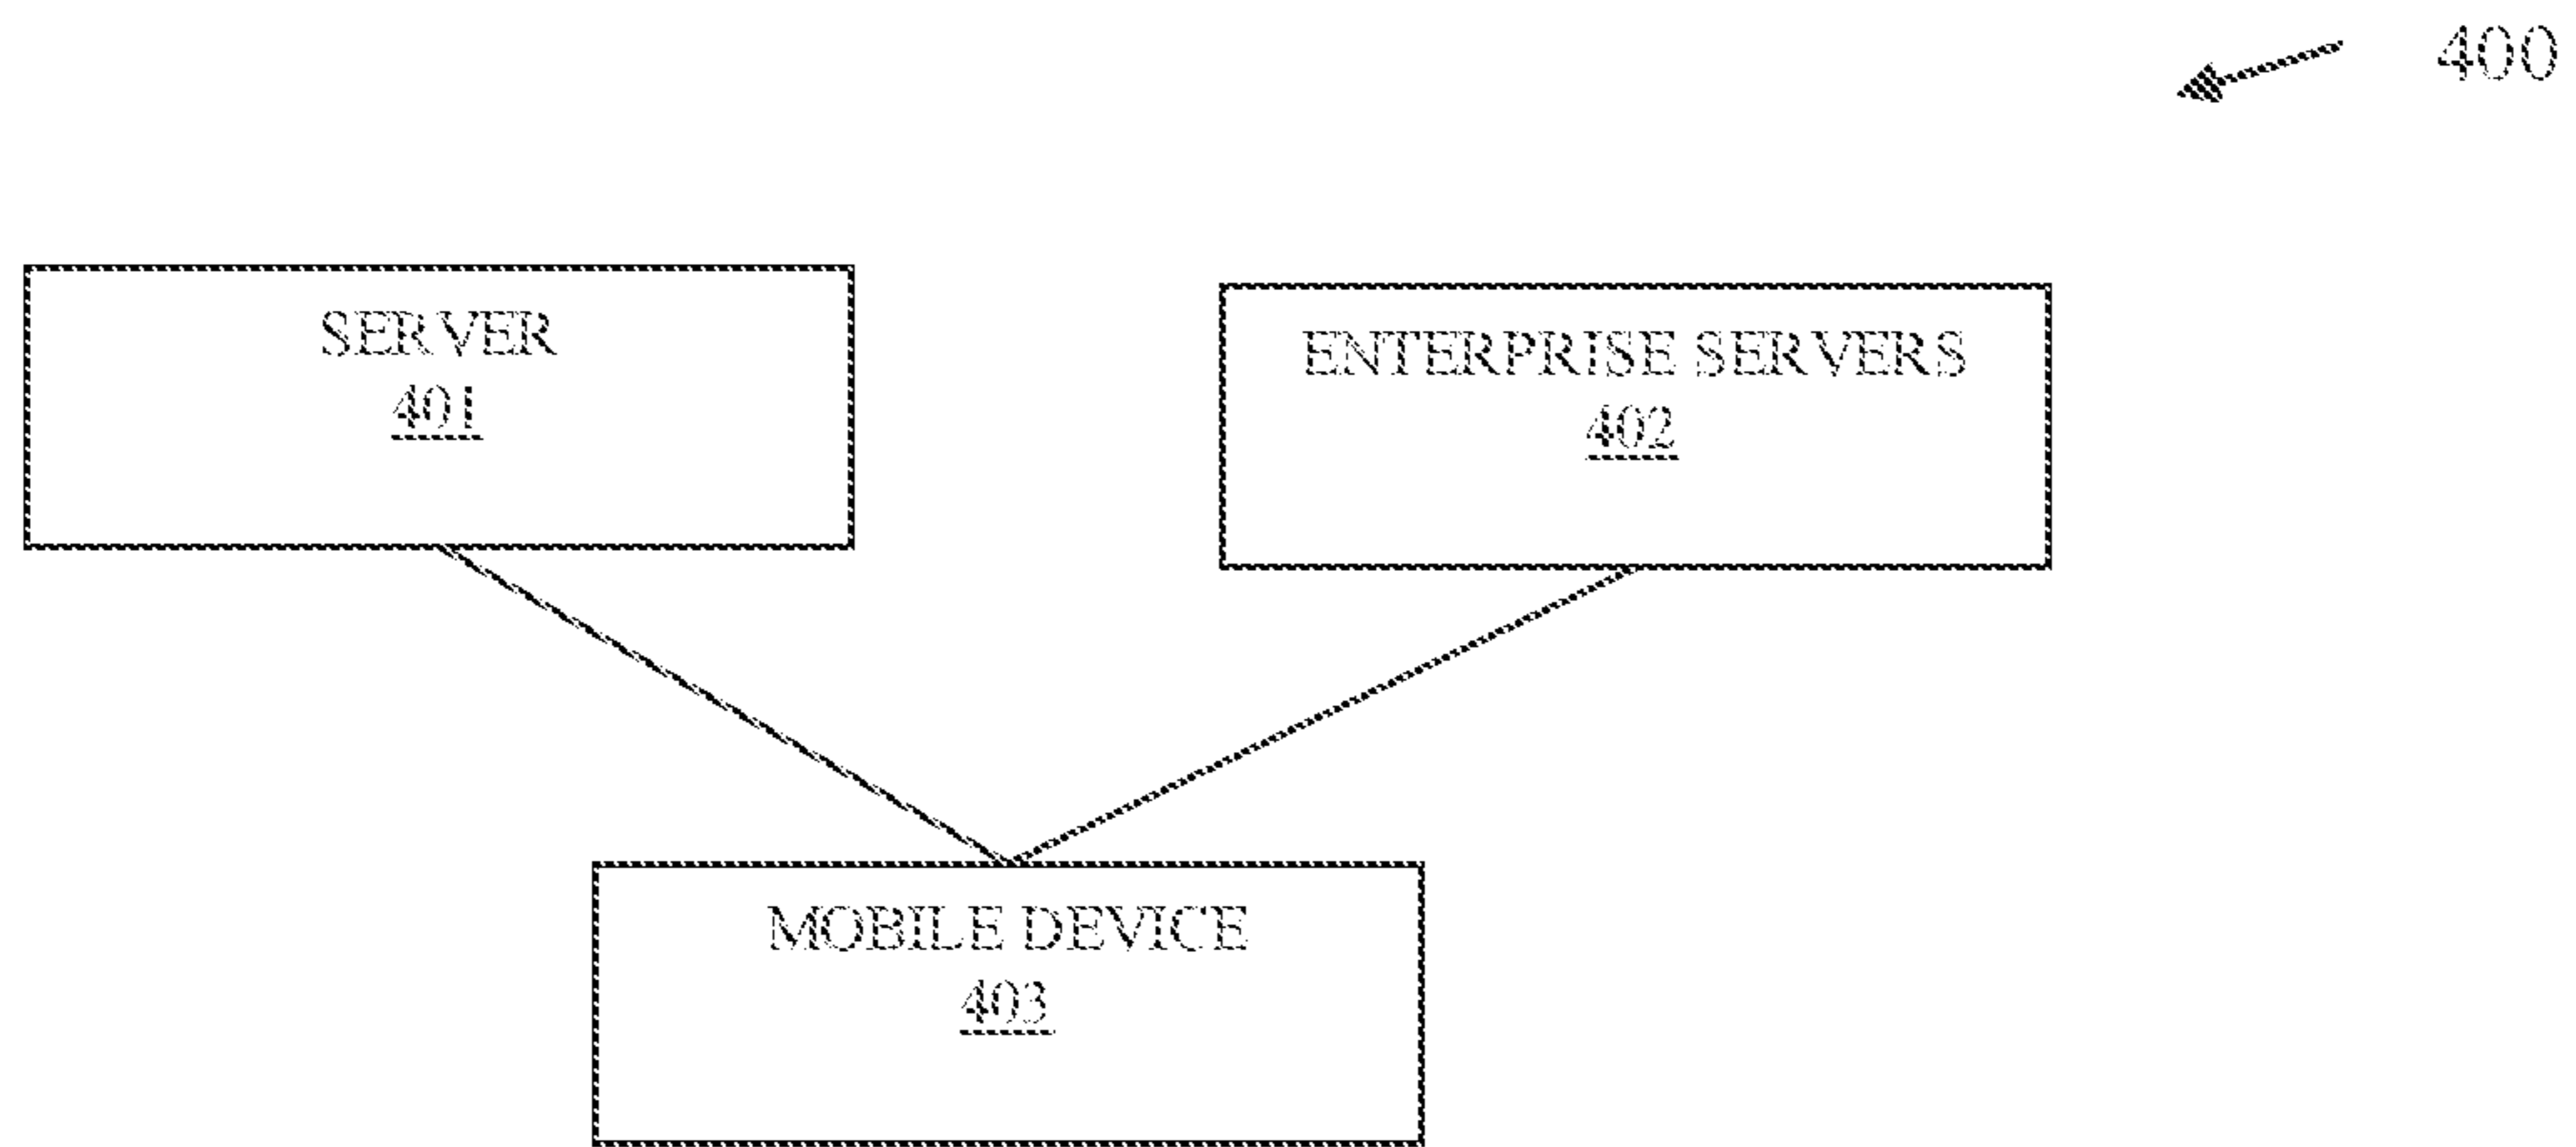 400
SERVER
401
ENTERPRISE SERVERS
402
MOBILE DEVICE
403